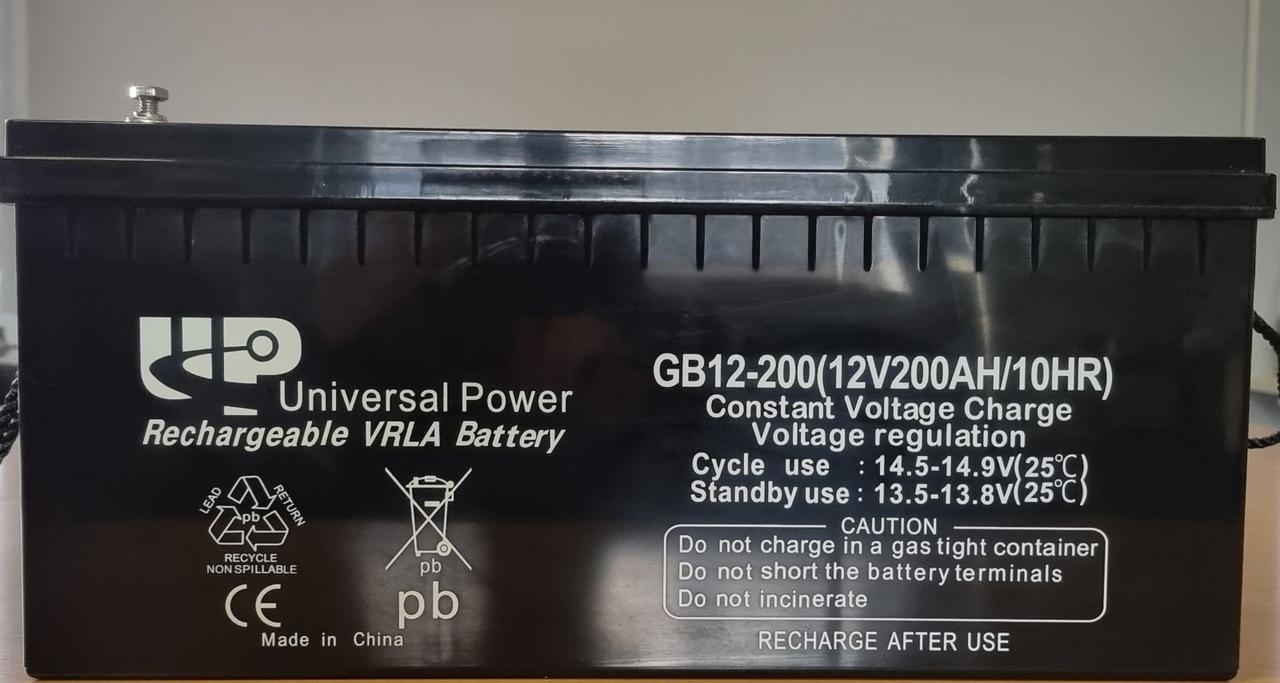 UP
Universal Power
Rechargeable VRLA Battery
LEAD RETURN
pb
RECYCLE
NON SPILLABLE
CE
pb
pb
Made in China
GB12-200(12V200AH/10HR)
Constant Voltage Charge
Voltage regulation
Cycle use : 14.5-14.9V(25℃)
Standby use : 13.5-13.8V(25℃)
CAUTION
Do not charge in a gas tight container
Do not short the battery terminals
Do not incinerate
RECHARGE AFTER USE